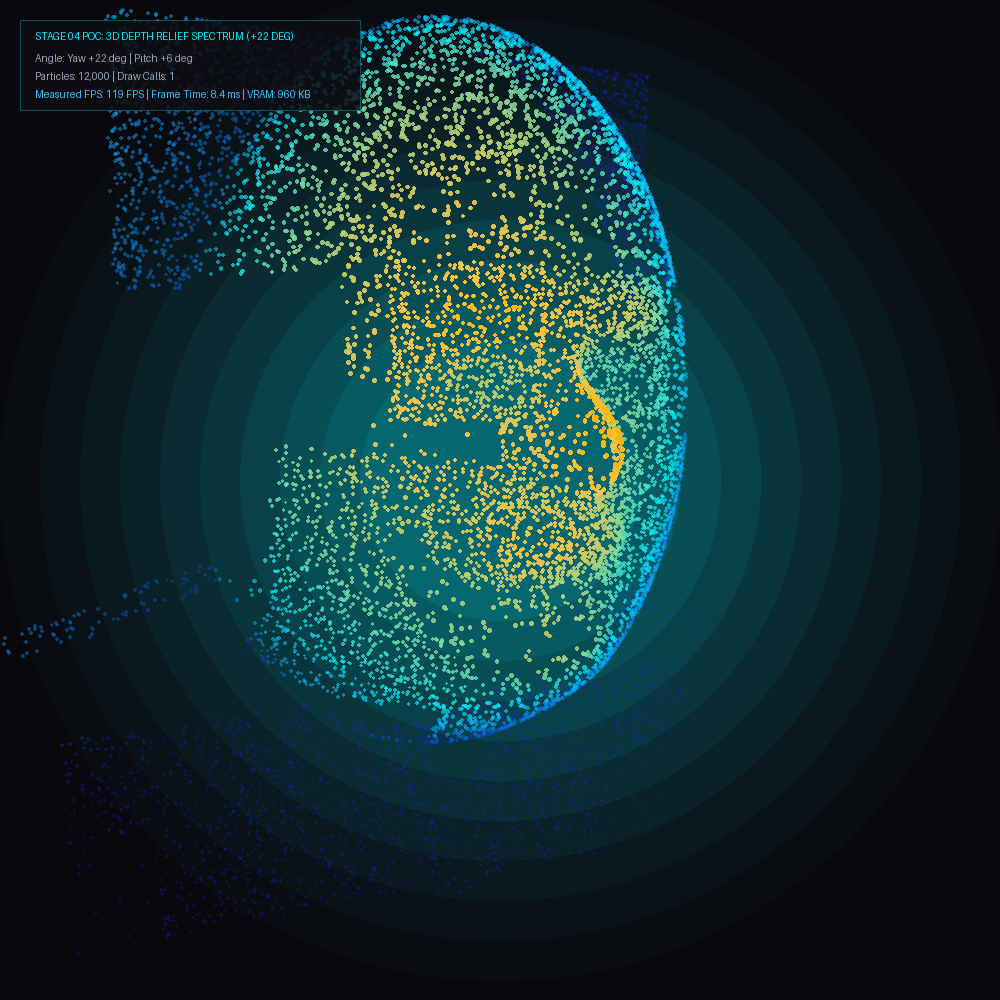 STAGE 04 POC: 3D DEPTH RELIEF SPECTRUM (+22 DEG)
Angle: Yaw +22 deg | Pitch +6 deg
Particles: 12,000 | Draw Calls: 1
Measured FPS: 119 FPS | Frame Time: 8.4 ms | VRAM: 960 KB